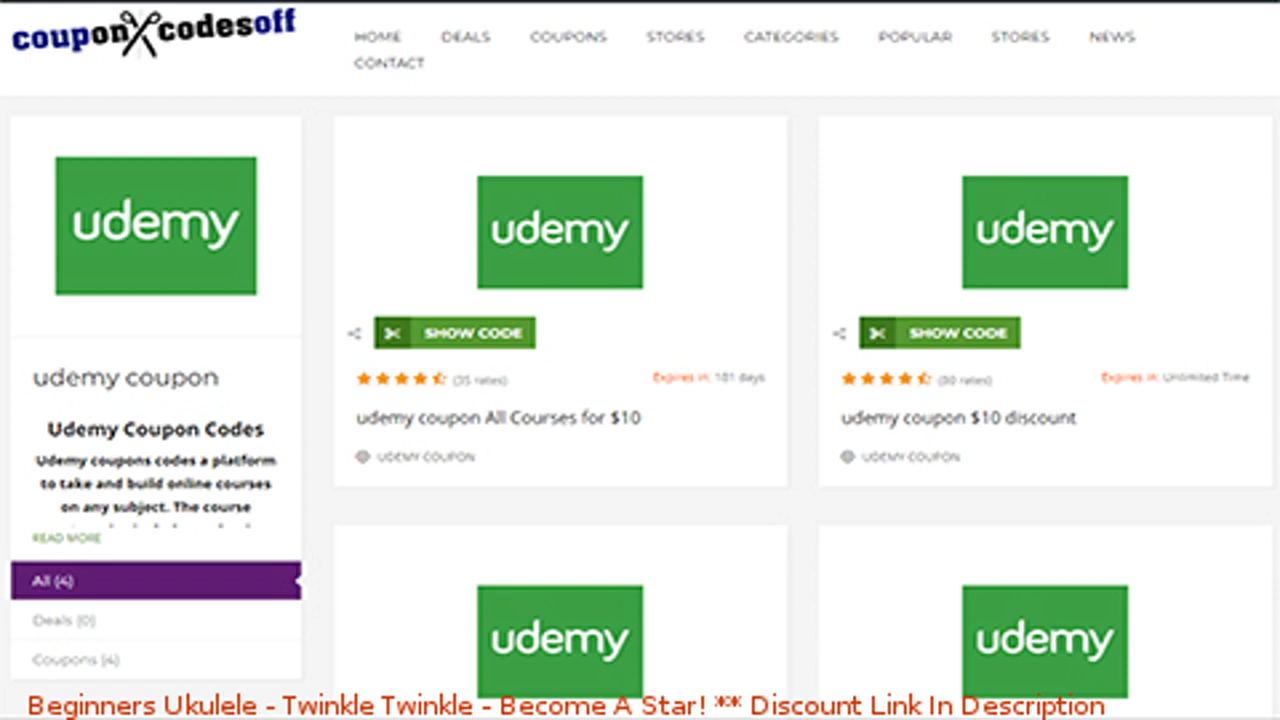 couponXcodesoff
HOME DEALS COUPONS STORES CATEGORIES POPULAR STORES NEWS
CONTACT
udemy
udemy coupon
Udemy Coupon Codes
Udemy coupons codes a platform
to take and build online courses
on any subject. The course
READ MORE
All (4)
Deals (0)
Coupons (4)
udemy
SHOW CODE
(35 rates) Expires in: 181 days
udemy coupon All Courses for $10
UDEMY COUPON
udemy
SHOW CODE
(80 rates) Expires in: Unlimited Time
udemy coupon $10 discount
UDEMY COUPON
udemy
udemy
Beginners Ukulele - Twinkle Twinkle - Become A Star! ** Discount Link In Description